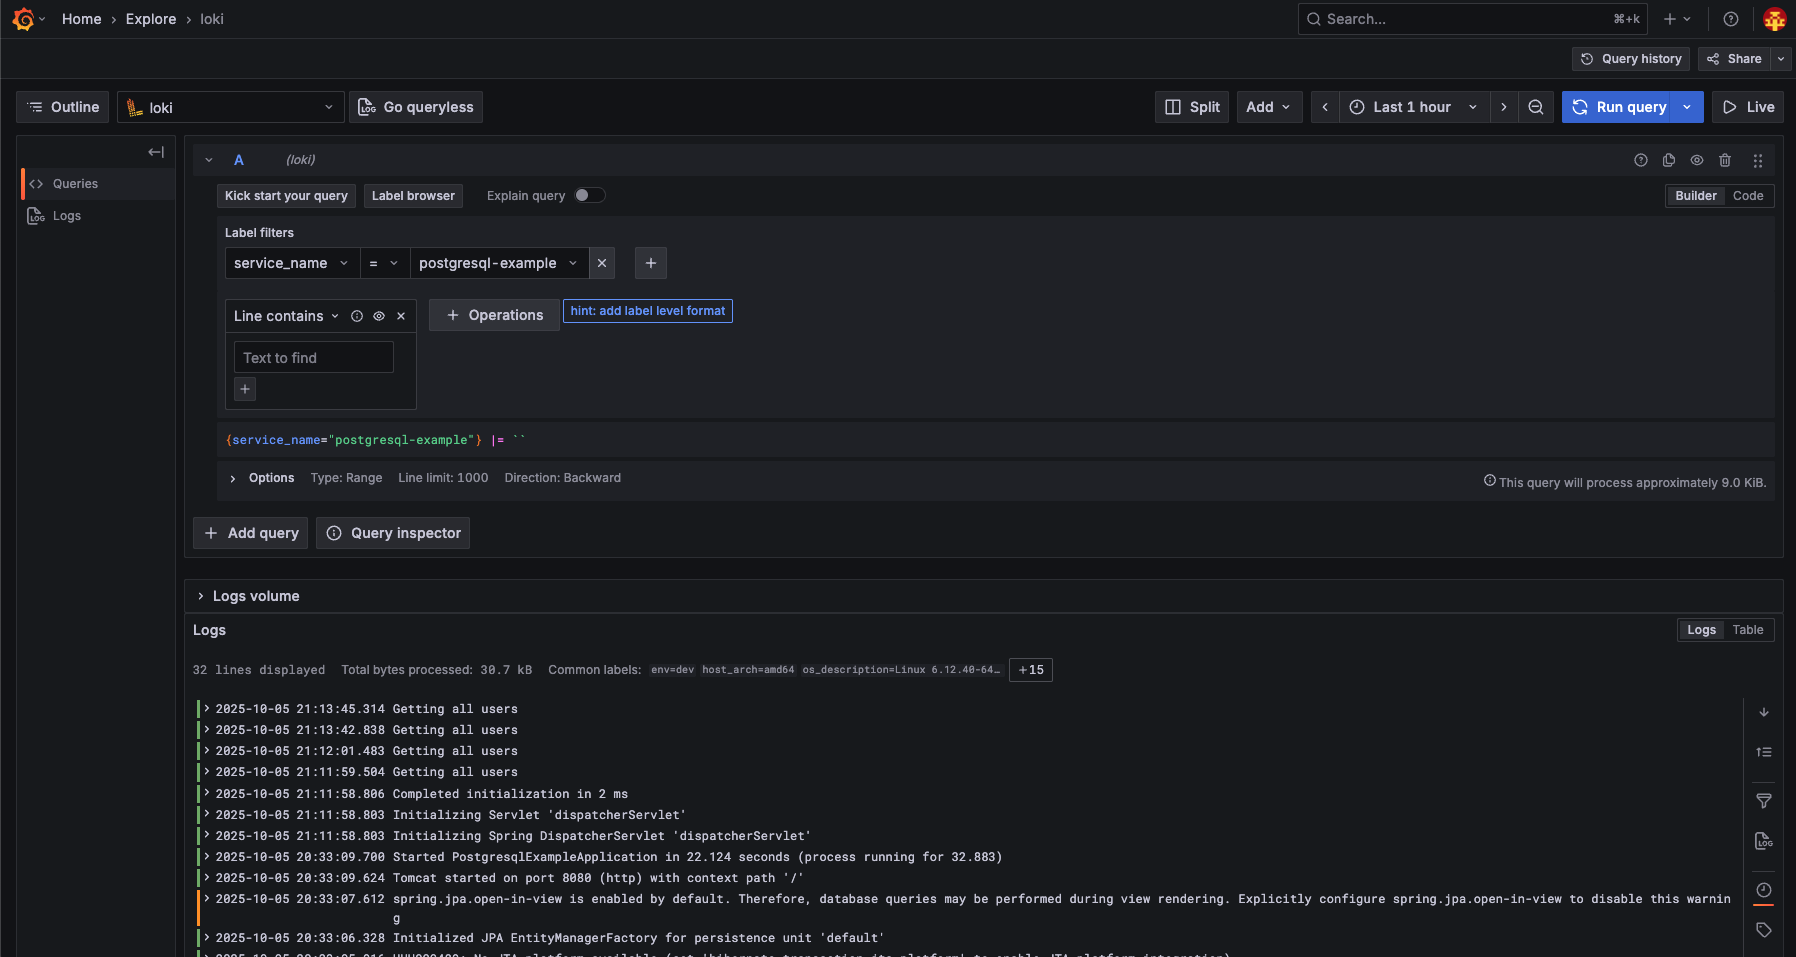 Home › Explore › loki
Search... ⌘+k
Query history Share
Outline loki Go queryless Split Add Last 1 hour Run query Live
Queries
Logs
A (loki)
Kick start your query Label browser Explain query Builder Code
Label filters
service_name = postgresql-example
Line contains Operations hint: add label level format
Text to find
{service_name="postgresql-example"} |= ``
Options Type: Range Line limit: 1000 Direction: Backward This query will process approximately 9.0 KiB.
Add query Query inspector
Logs volume
Logs Logs Table
32 lines displayed Total bytes processed: 30.7 kB Common labels: env=dev host_arch=amd64 os_description=Linux 6.12.40-64… +15
2025-10-05 21:13:45.314 Getting all users
2025-10-05 21:13:42.838 Getting all users
2025-10-05 21:12:01.483 Getting all users
2025-10-05 21:11:59.504 Getting all users
2025-10-05 21:11:58.806 Completed initialization in 2 ms
2025-10-05 21:11:58.803 Initializing Servlet 'dispatcherServlet'
2025-10-05 21:11:58.803 Initializing Spring DispatcherServlet 'dispatcherServlet'
2025-10-05 20:33:09.700 Started PostgresqlExampleApplication in 22.124 seconds (process running for 32.883)
2025-10-05 20:33:09.624 Tomcat started on port 8080 (http) with context path '/'
2025-10-05 20:33:07.612 spring.jpa.open-in-view is enabled by default. Therefore, database queries may be performed during view rendering. Explicitly configure spring.jpa.open-in-view to disable this warnin
g
2025-10-05 20:33:06.328 Initialized JPA EntityManagerFactory for persistence unit 'default'